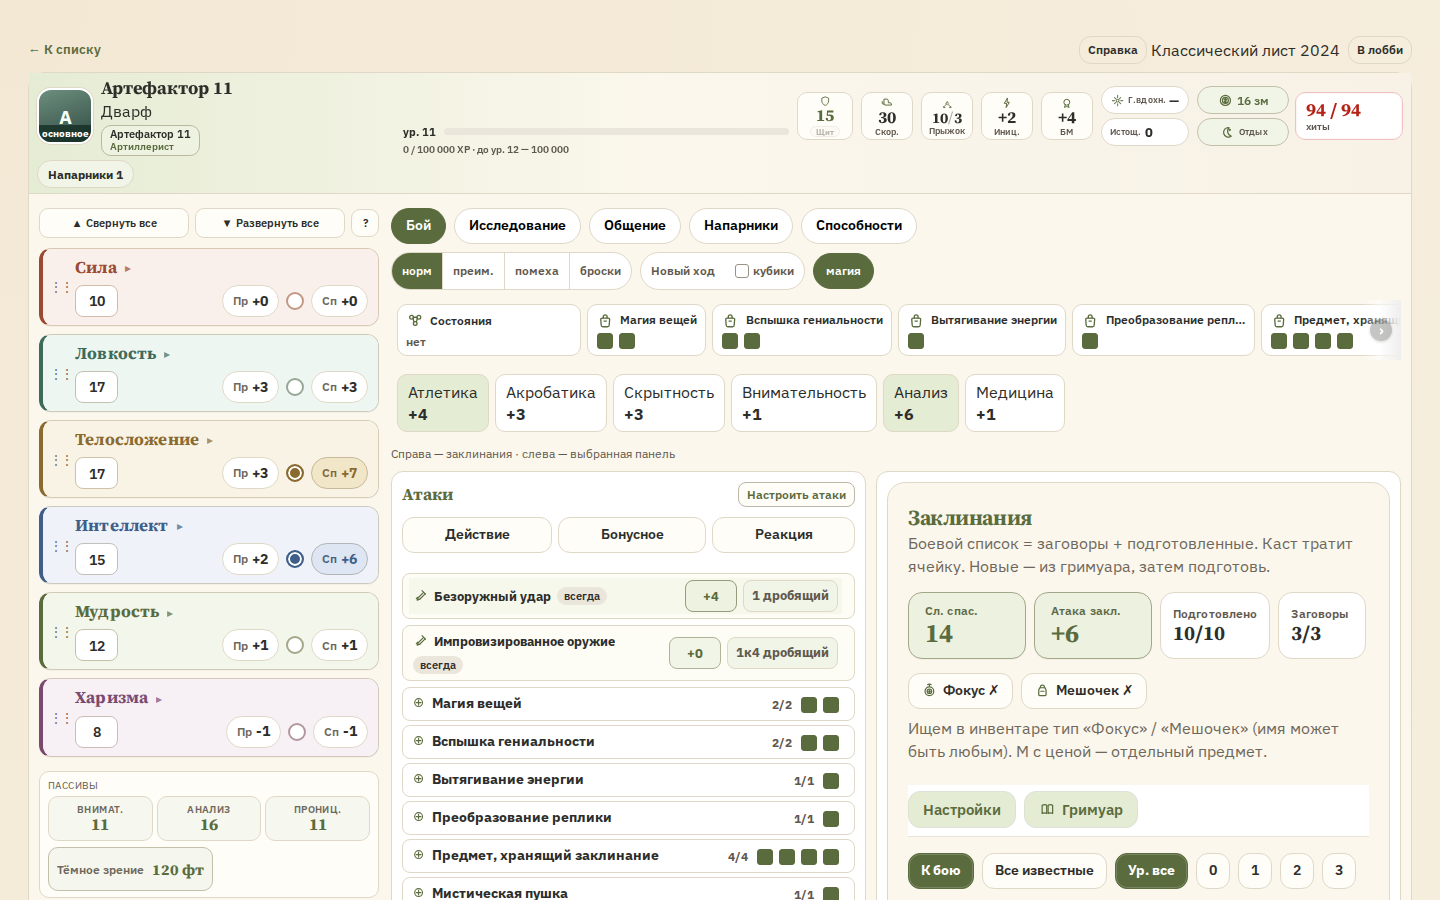 ← К списку
Справка Классический лист 2024 В лобби
А
основное
Артефактор 11
Дварф
Артефактор 11
Артиллерист
Напарники 1
ур. 11
0 / 100 000 XP · до ур. 12 — 100 000
15
Щит
30
Скор.
10/3
Прыжок
+2
Иниц.
+4
БМ
Г.вдохн. —
Истощ. 0
16 зм
Отдых
94 / 94
хиты
▲ Свернуть все ▼ Развернуть все ?
Сила ▸
10 Пр +0 Сп +0
Ловкость ▸
17 Пр +3 Сп +3
Телосложение ▸
17 Пр +3 Сп +7
Интеллект ▸
15 Пр +2 Сп +6
Мудрость ▸
12 Пр +1 Сп +1
Харизма ▸
8 Пр -1 Сп -1
ПАССИВЫ
ВНИМАТ. АНАЛИЗ ПРОНИЦ.
11 16 11
Тёмное зрение 120 фт
Бой Исследование Общение Напарники Способности
норм преим. помеха броски Новый ход кубики магия
Состояния
нет
Магия вещей
Вспышка гениальности
Вытягивание энергии
Преобразование репл...
Предмет, хранящ
Атлетика Акробатика Скрытность Внимательность Анализ Медицина
+4 +3 +3 +1 +6 +1
Справа — заклинания · слева — выбранная панель
Атаки Настроить атаки
Действие Бонусное Реакция
Безоружный удар всегда +4 1 дробящий
Импровизированное оружие
всегда
+0 1к4 дробящий
Магия вещей 2/2
Вспышка гениальности 2/2
Вытягивание энергии 1/1
Преобразование реплики 1/1
Предмет, хранящий заклинание 4/4
Мистическая пушка 1/1
Заклинания
Боевой список = заговоры + подготовленные. Каст тратит
ячейку. Новые — из гримуара, затем подготовь.
Сл. спас.
14
Атака закл.
+6
Подготовлено
10/10
Заговоры
3/3
Фокус ✗ Мешочек ✗
Ищем в инвентаре тип «Фокус» / «Мешочек» (имя может
быть любым). М с ценой — отдельный предмет.
Настройки Гримуар
К бою Все известные Ур. все 0 1 2 3